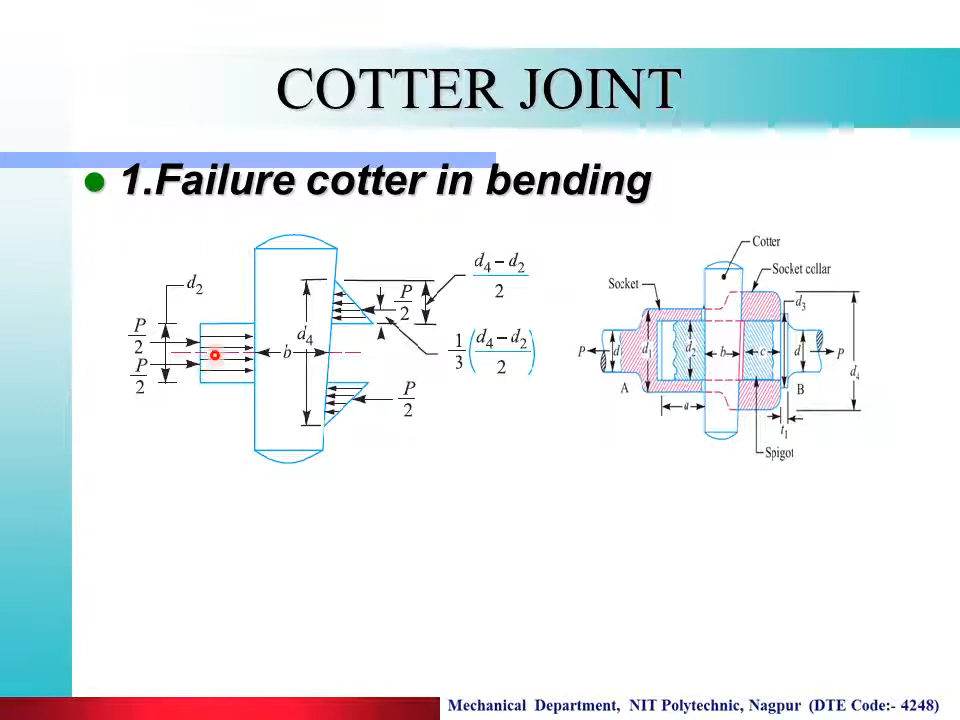 COTTER JOINT
1.Failure cotter in bending
d2
P/2
P/2
b
d4
P/2
P/2
d4 – d2 / 2
1/3 (d4 – d2 / 2)
Cotter
Socket
Socket collar
d3
P
d
d1
d2
b
c
d
P
d4
A
B
a
t1
Spigot
Mechanical Department, NIT Polytechnic, Nagpur (DTE Code:- 4248)